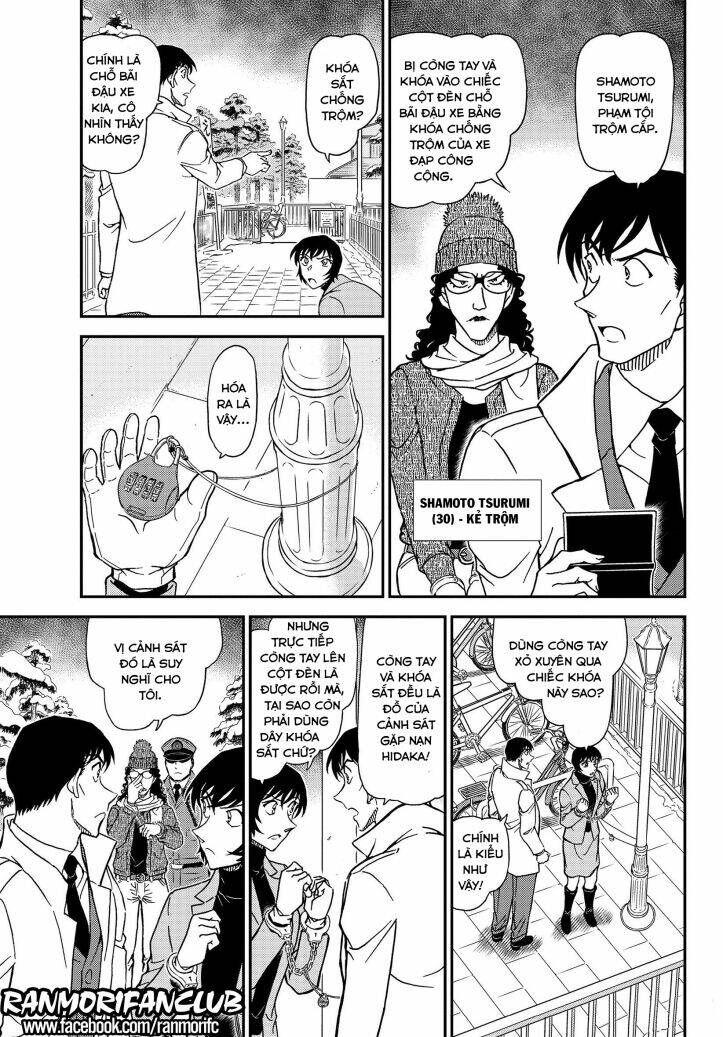 SHAMOTO
TSURUMI,
PHẠM TỘI
TRỘM CẮP.
BỊ CÒNG TAY VÀ
KHÓA VÀO CHIẾC
CỘT ĐÈN CHỖ
BÃI ĐẬU XE BẰNG
KHÓA CHỐNG
TRỘM CỦA XE
ĐẠP CÔNG
CỘNG.
SHAMOTO TSURUMI
(30) - KẺ TRỘM
KHÓA
SẮT
CHỐNG
TRỘM?
CHÍNH LÀ
CHỖ BÃI
ĐẬU XE
KIA, CÔ
NHÌN THẤY
KHÔNG?
HÓA
RA LÀ
VẬY...
DÙNG CÒNG TAY
XỎ XUYÊN QUA
CHIẾC KHÓA
NÀY SAO?
CHÍNH
LÀ KIỂU
NHƯ
VẬY!
CÒNG TAY
VÀ KHÓA
SẮT ĐỀU LÀ
ĐỒ CỦA
CẢNH SÁT
GẶP NẠN
HIDAKA!
NHƯNG
TRỰC TIẾP
CÒNG TAY LÊN
CỘT ĐÈN LÀ
ĐƯỢC RỒI MÀ,
TẠI SAO CÒN
PHẢI DÙNG
DÂY KHÓA
SẮT CHỨ?
VỊ CẢNH SÁT
ĐÓ LÀ SUY
NGHĨ CHO
TÔI.
RANMORIFANCLUB
www.facebook.com/ranmorifc